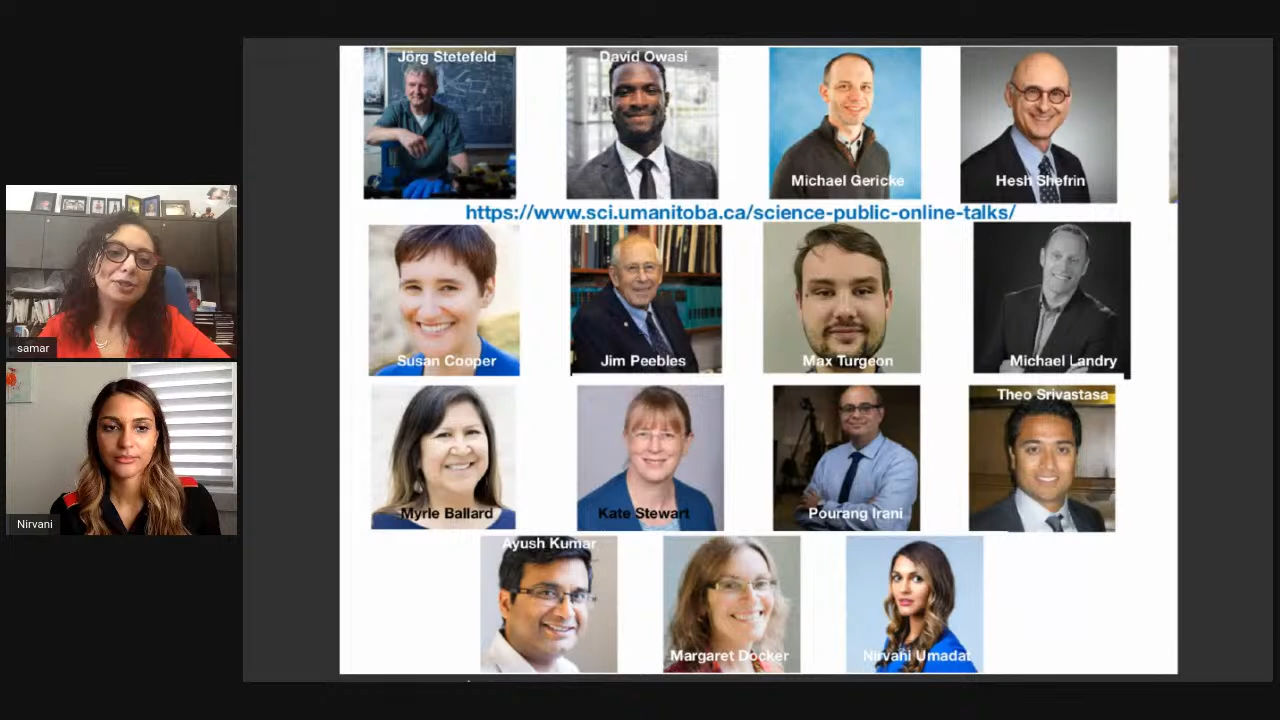 Jörg Stetefeld
David Owasi
Michael Gericke
Hesh Shefrin
https://www.sci.umanitoba.ca/science-public-online-talks/
Susan Cooper
Jim Peebles
Max Turgeon
Michael Landry
Myrle Ballard
Kate Stewart
Pourang Irani
Theo Srivastasa
Ayush Kumar
Margaret Docker
Nirvani Umadat
samar
Nirvani